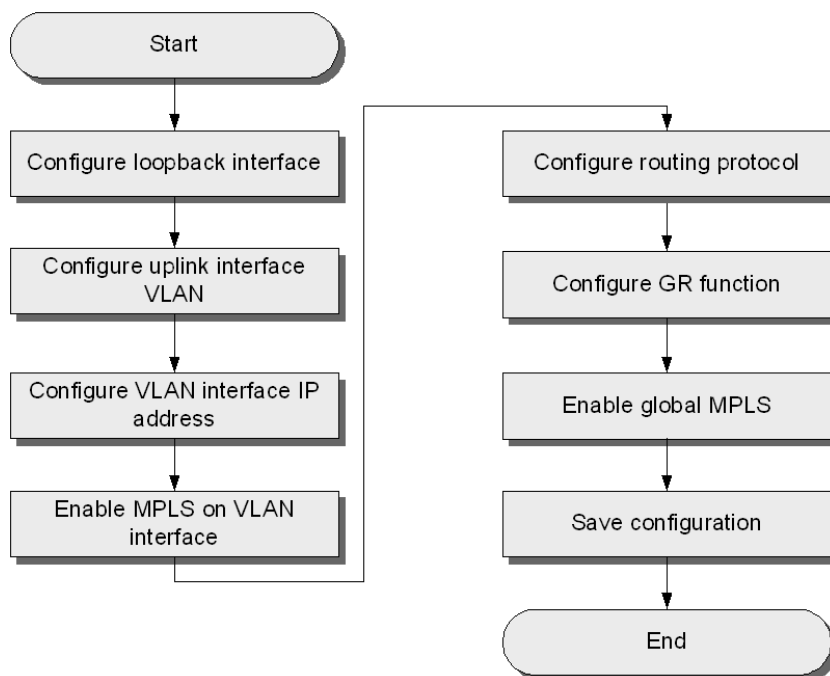 Start
Configure loopback interface
Configure uplink interface
VLAN
Configure VLAN interface IP
address
Enable MPLS on VLAN
interface
Configure routing protocol
Configure GR function
Enable global MPLS
Save configuration
End